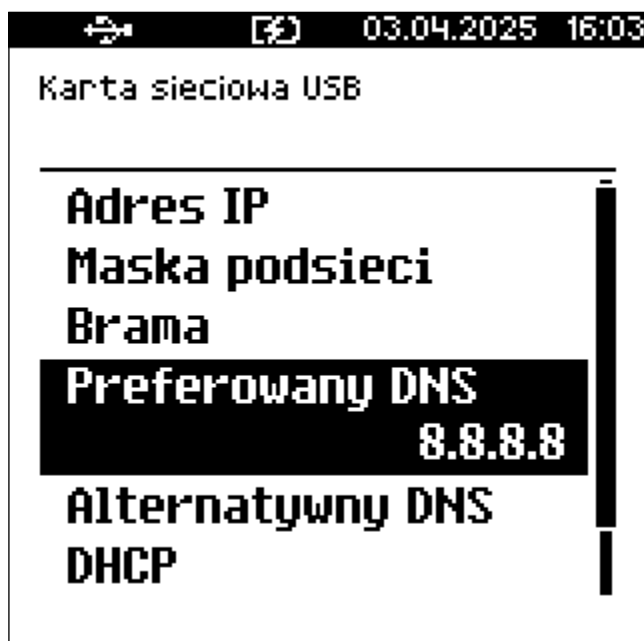 03.04.2025 16:03
Karta sieciowa USB
Adres IP
Maska podsieci
Brama
Preferowany DNS
8.8.8.8
Alternatywny DNS
DHCP